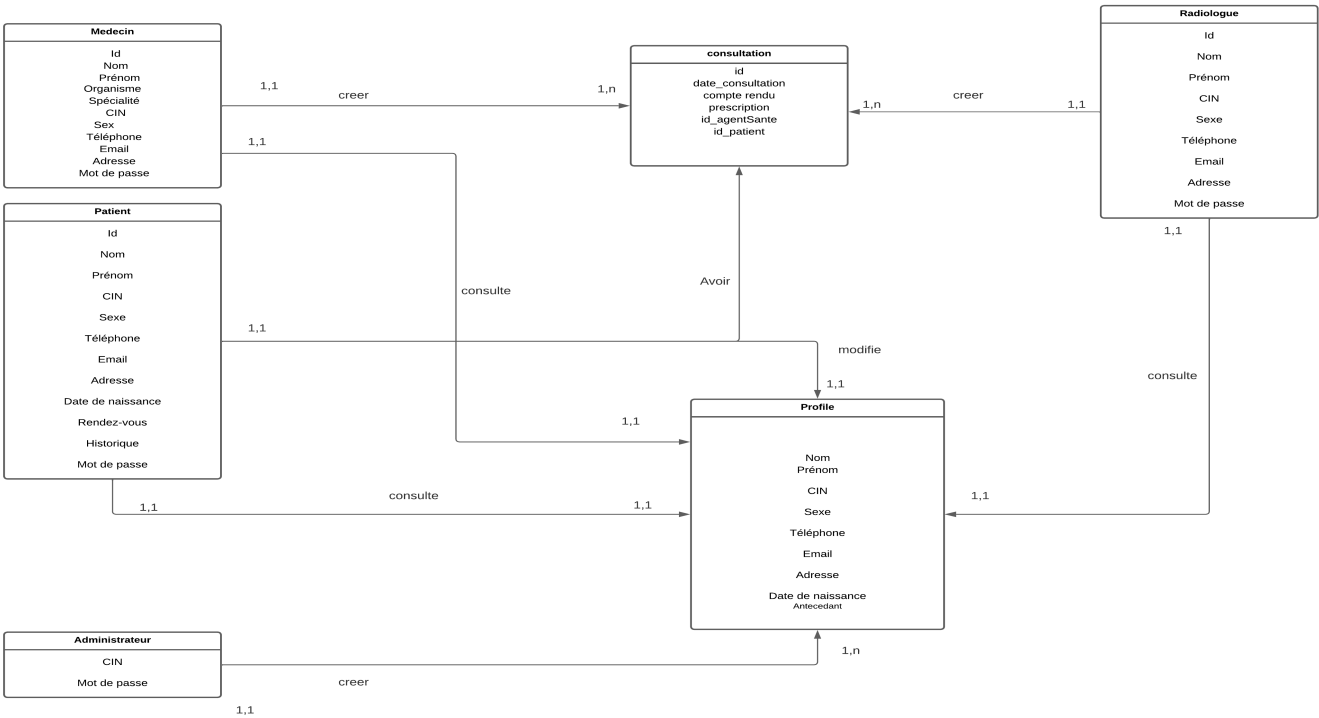 Medecin
Id
Nom
Prénom
Organisme
Spécialité
CIN
Sex
Téléphone
Email
Adresse
Mot de passe
1,1
creer
1,n
1,1
consultation
id
date_consultation
compte rendu
prescription
id_agentSante
id_patient
1,n
creer
1,1
Radiologue
Id
Nom
Prénom
CIN
Sexe
Téléphone
Email
Adresse
Mot de passe
1,1
Patient
Id
Nom
Prénom
CIN
Sexe
Téléphone
Email
Adresse
Date de naissance
Rendez-vous
Historique
Mot de passe
1,1
consulte
Avoir
modifie
1,1
consulte
1,1
1,1
consulte
1,1
Profile
Nom
Prénom
CIN
Sexe
Téléphone
Email
Adresse
Date de naissance
Antecedant
1,1
Administrateur
CIN
Mot de passe
creer
1,n
1,1